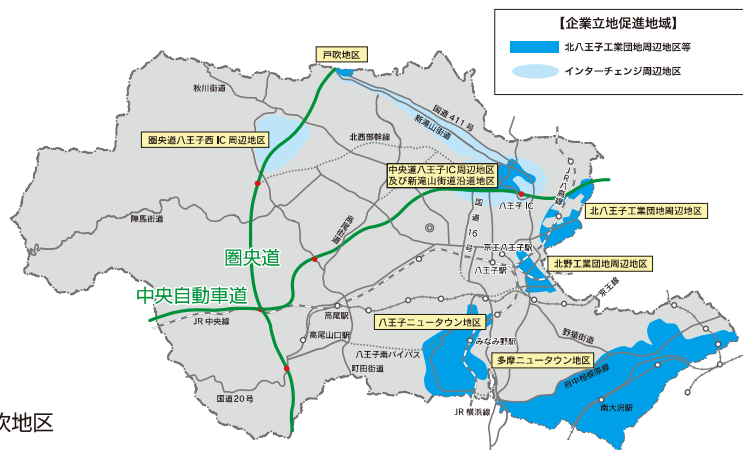 【企業立地促進地域】
北八王子工業団地周辺地区等
インターチェンジ周辺地区
戸吹地区
秋川街道
国道411号
新滝山街道
圏央道八王子西IC周辺地区
北西部幹線
中央道八王子IC周辺地区
及び新滝山街道沿道地区
JR八高線
八王子IC
北八王子工業団地周辺地区
陣馬街道
高尾街道
国道16号
圏央道
京王八王子駅
八王子駅
北野工業団地周辺地区
京王線
中央自動車道
JR中央線
高尾駅
八王子ニュータウン地区
野猿街道
高尾山口駅
みなみ野駅
八王子南バイパス
多摩ニュータウン地区
町田街道
府中相模原線
国道20号
JR横浜線
南大沢駅
吹地区